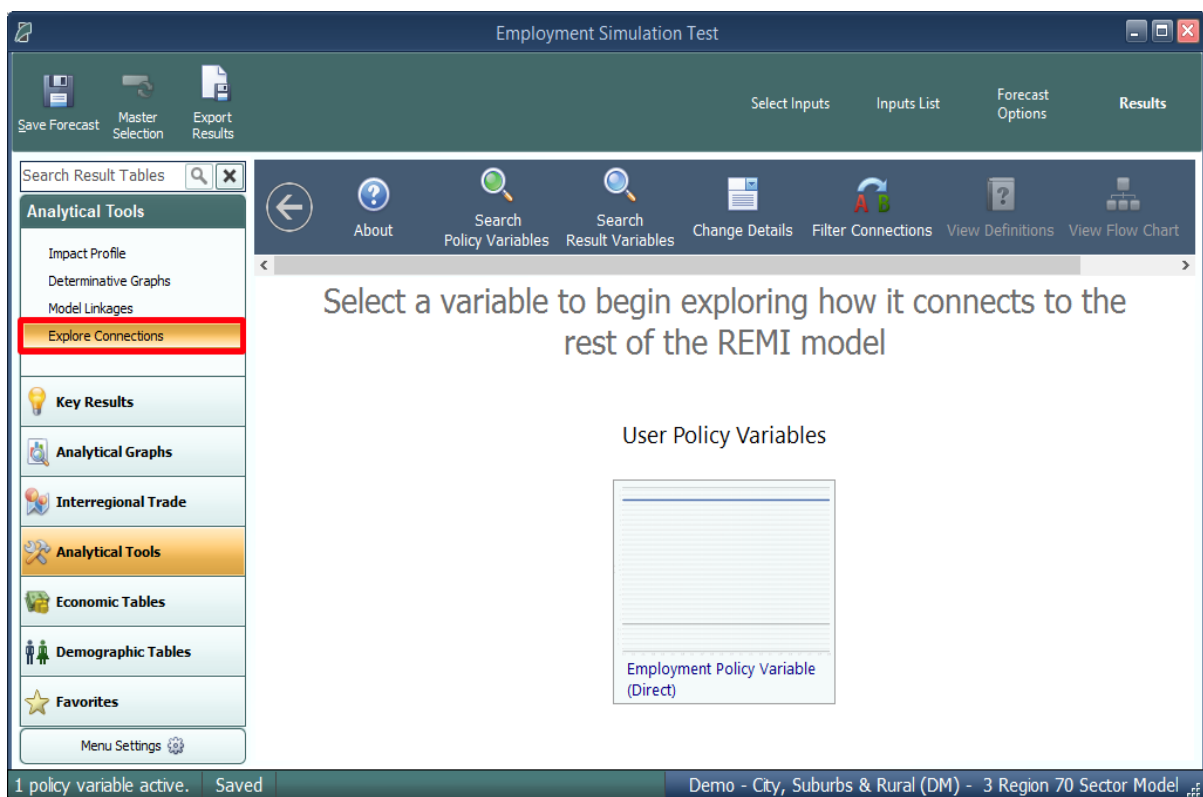 Employment Simulation Test
Save Forecast
Master
Selection
Export
Results
Select Inputs
Inputs List
Forecast
Options
Results
Search Result Tables
Analytical Tools
Impact Profile
Determinative Graphs
Model Linkages
Explore Connections
Key Results
Analytical Graphs
Interregional Trade
Analytical Tools
Economic Tables
Demographic Tables
Favorites
Menu Settings
About
Search
Policy Variables
Search
Result Variables
Change Details
A B
Filter Connections
View Definitions
View Flow Chart
Select a variable to begin exploring how it connects to the
rest of the REMI model
User Policy Variables
Employment Policy Variable
(Direct)
1 policy variable active.
Saved
Demo - City, Suburbs & Rural (DM) - 3 Region 70 Sector Model